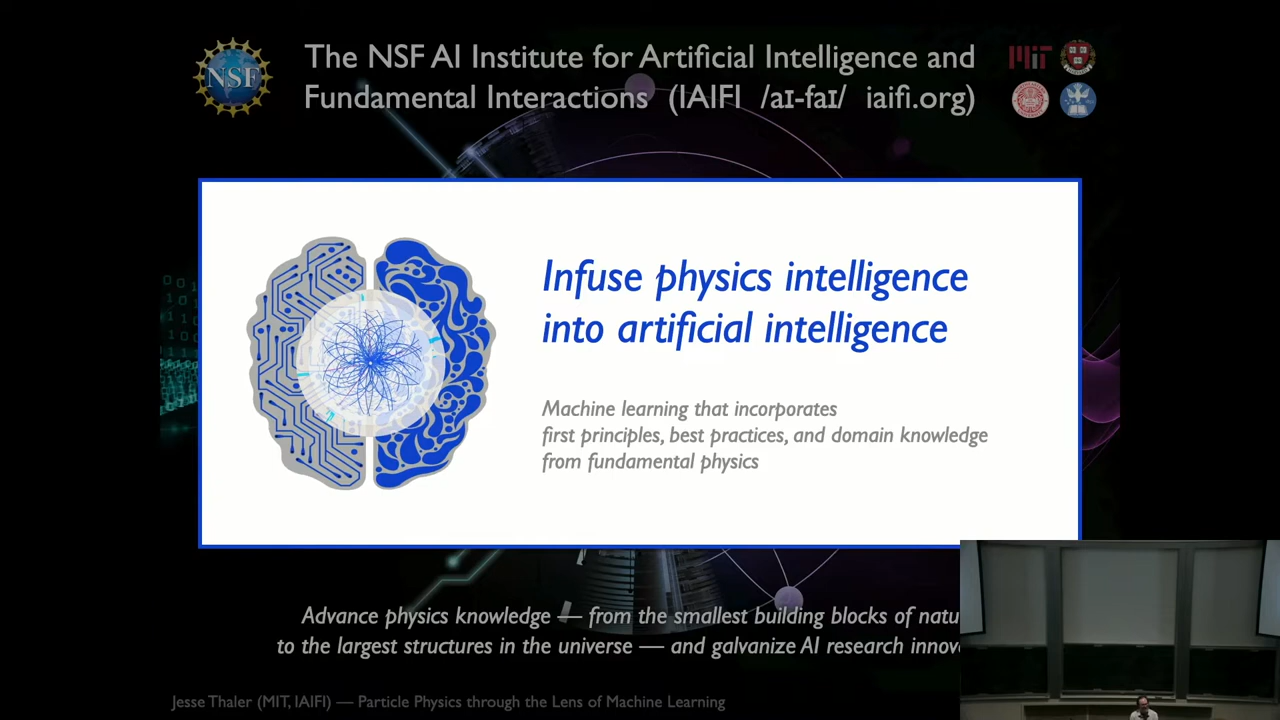 NSF
The NSF AI Institute for Artificial Intelligence and
Fundamental Interactions (IAIFI /aɪ-faɪ/ iaifi.org)
MIT
Infuse physics intelligence
into artificial intelligence
Machine learning that incorporates
first principles, best practices, and domain knowledge
from fundamental physics
Advance physics knowledge — from the smallest building blocks of natu
to the largest structures in the universe — and galvanize AI research innov
Jesse Thaler (MIT, IAIFI) — Particle Physics through the Lens of Machine Learning